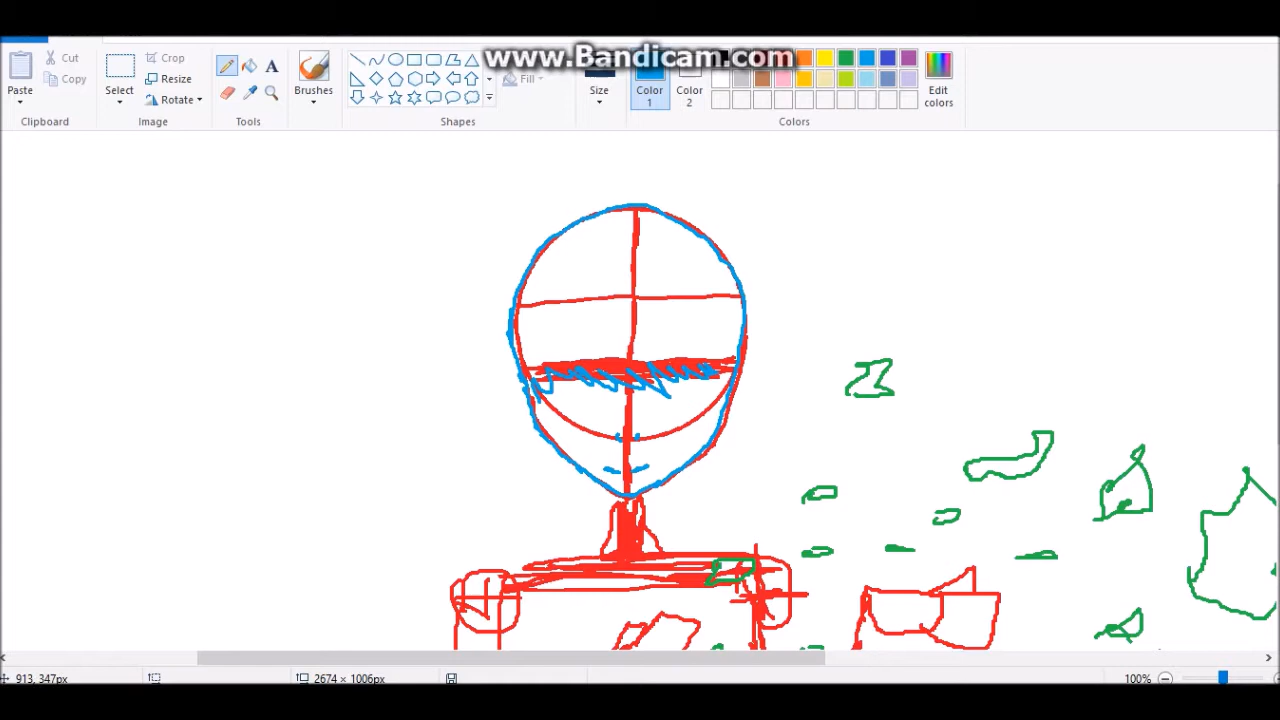 www.Bandicam.com
Cut
Copy
Paste
Clipboard
Crop
Resize
Rotate
Select
Image
Tools
Brushes
Fill
Shapes
Size
Color 1
Color 2
Edit colors
Colors
913, 347px
2674 × 1006px
100%